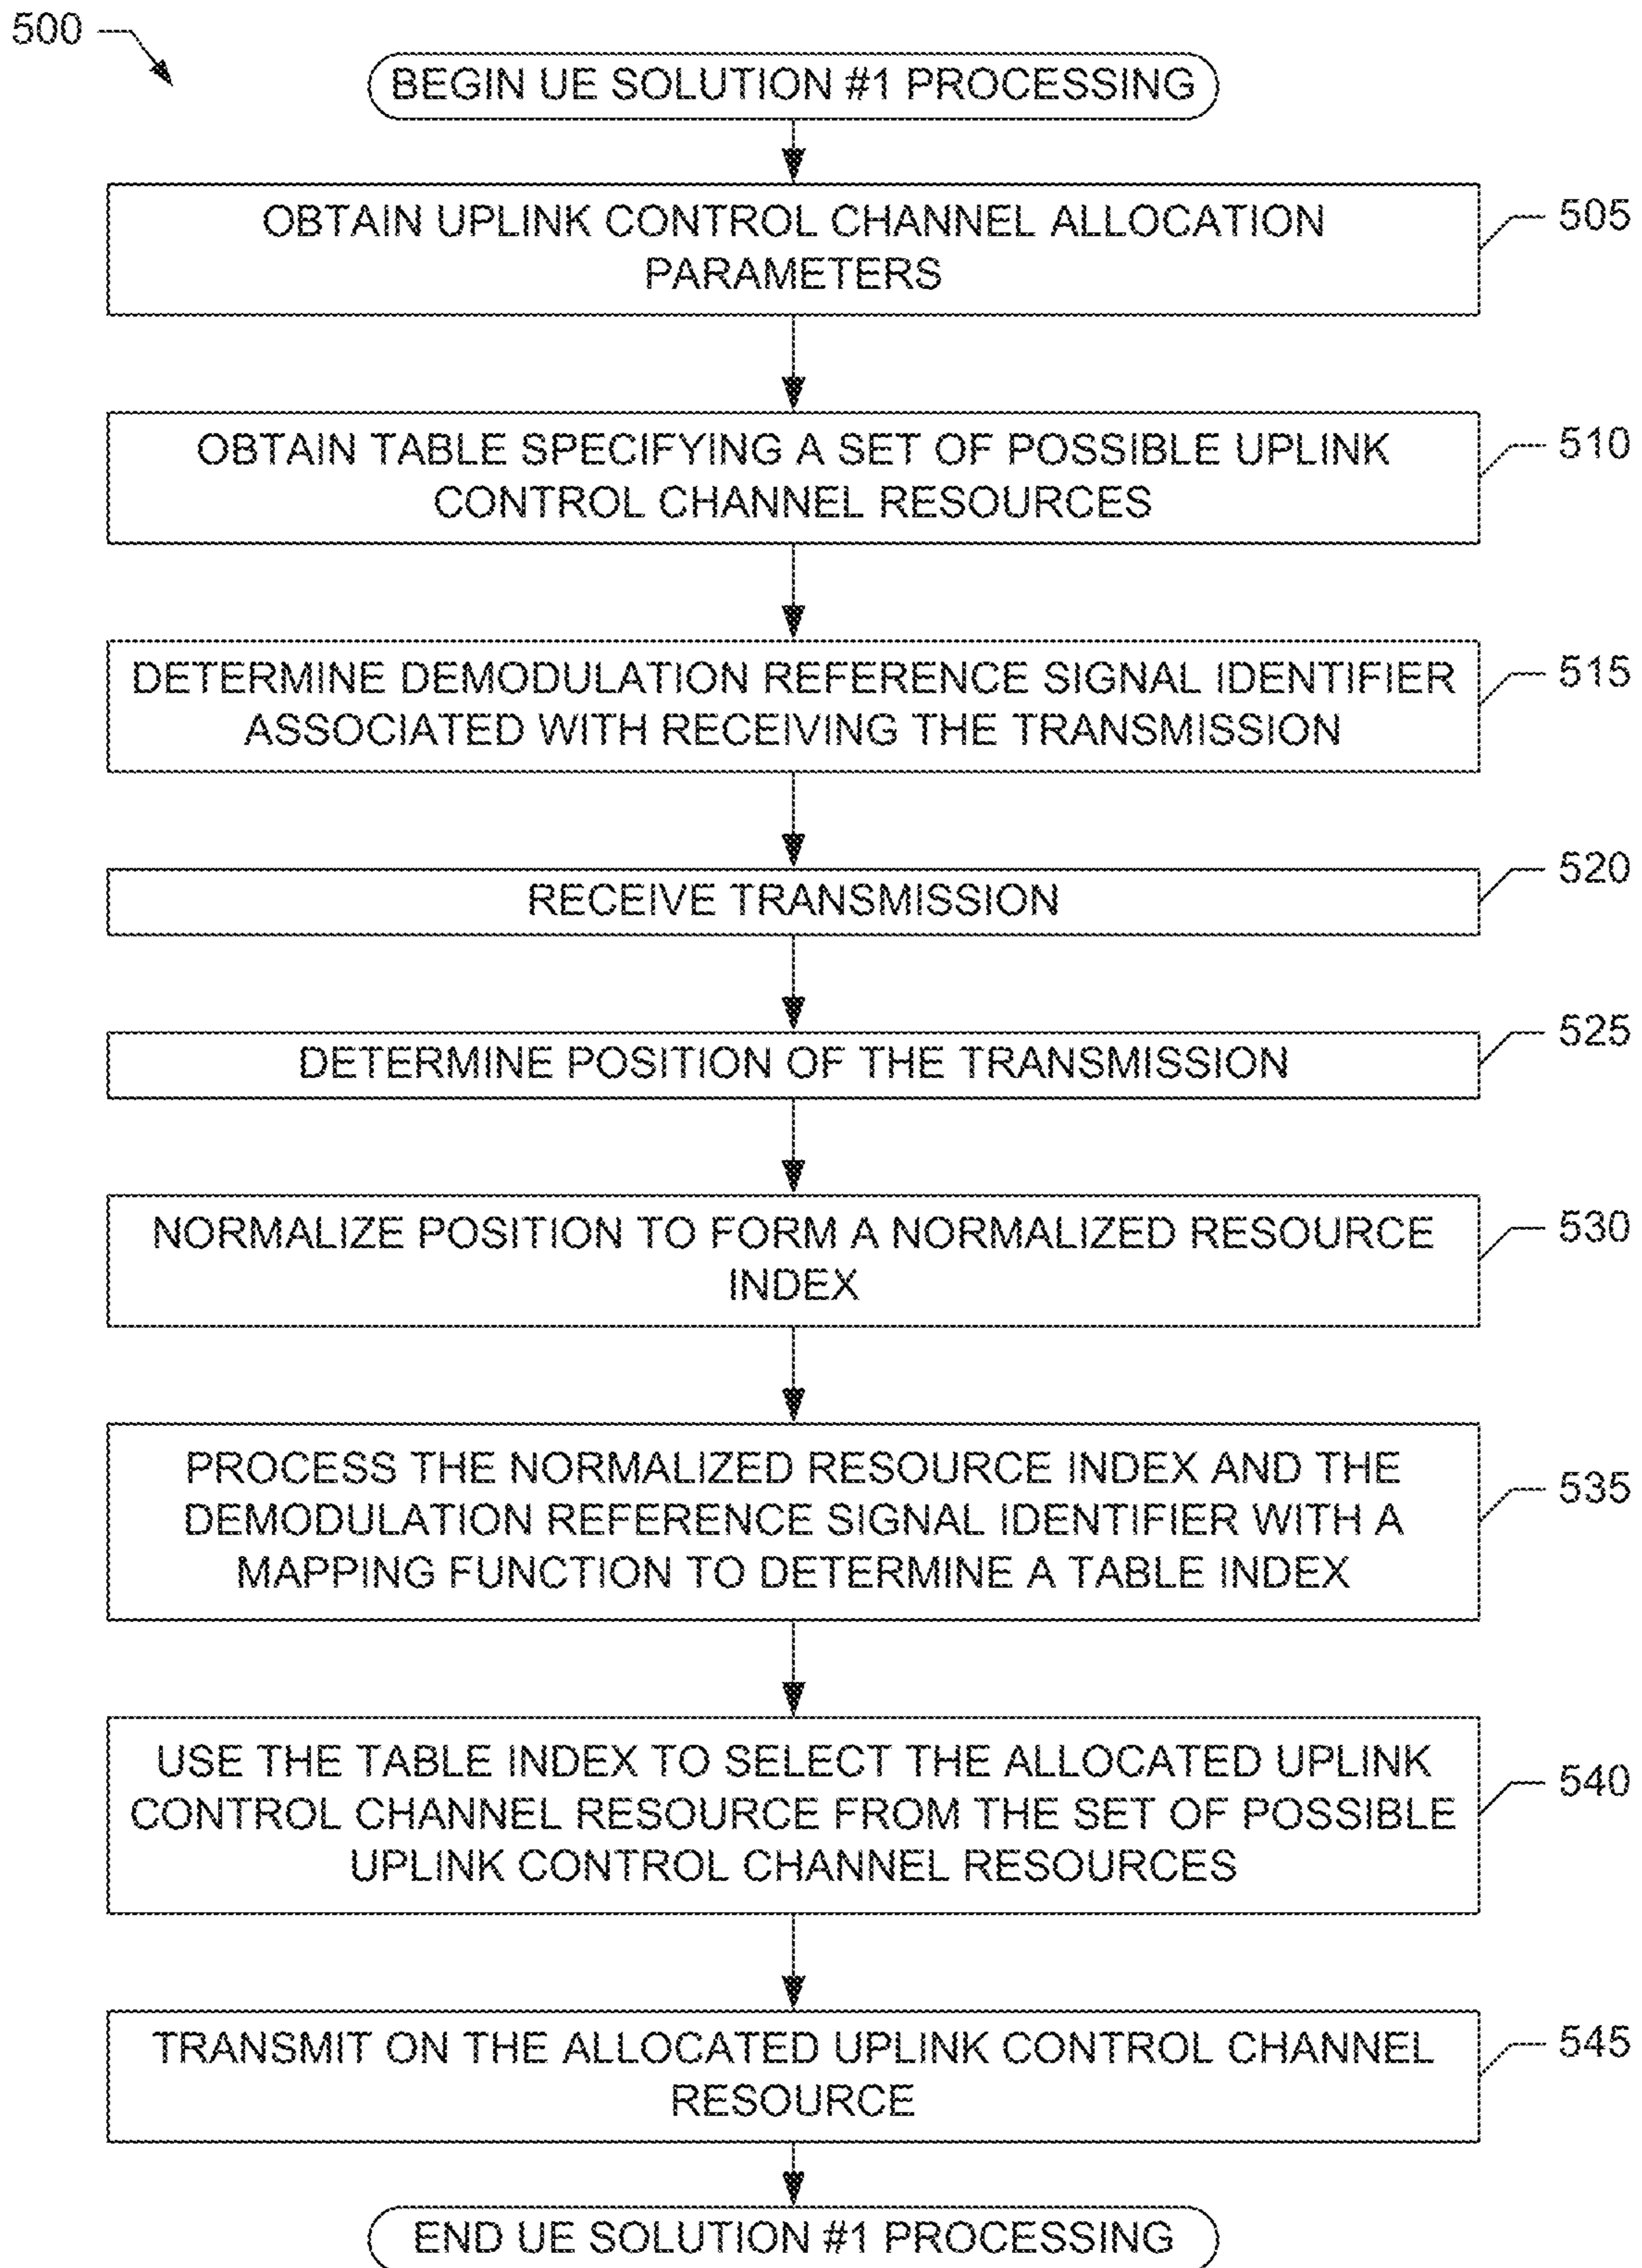 500
BEGIN UE SOLUTION #1 PROCESSING
OBTAIN UPLINK CONTROL CHANNEL ALLOCATION
PARAMETERS
505
OBTAIN TABLE SPECIFYING A SET OF POSSIBLE UPLINK
CONTROL CHANNEL RESOURCES
510
DETERMINE DEMODULATION REFERENCE SIGNAL IDENTIFIER
ASSOCIATED WITH RECEIVING THE TRANSMISSION
515
RECEIVE TRANSMISSION
520
DETERMINE POSITION OF THE TRANSMISSION
525
NORMALIZE POSITION TO FORM A NORMALIZED RESOURCE
INDEX
530
PROCESS THE NORMALIZED RESOURCE INDEX AND THE
DEMODULATION REFERENCE SIGNAL IDENTIFIER WITH A
MAPPING FUNCTION TO DETERMINE A TABLE INDEX
535
USE THE TABLE INDEX TO SELECT THE ALLOCATED UPLINK
CONTROL CHANNEL RESOURCE FROM THE SET OF POSSIBLE
UPLINK CONTROL CHANNEL RESOURCES
540
TRANSMIT ON THE ALLOCATED UPLINK CONTROL CHANNEL
RESOURCE
545
END UE SOLUTION #1 PROCESSING